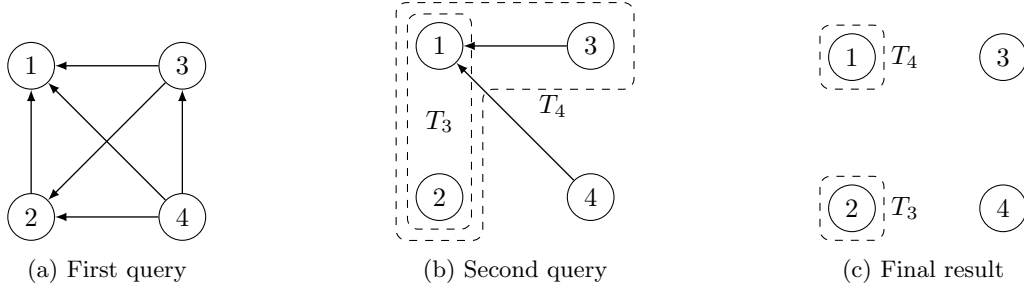 1 3
2 4
(a) First query
1 3
T₃ T₄
2 4
(b) Second query
1 T₄ 3
2 T₃ 4
(c) Final result